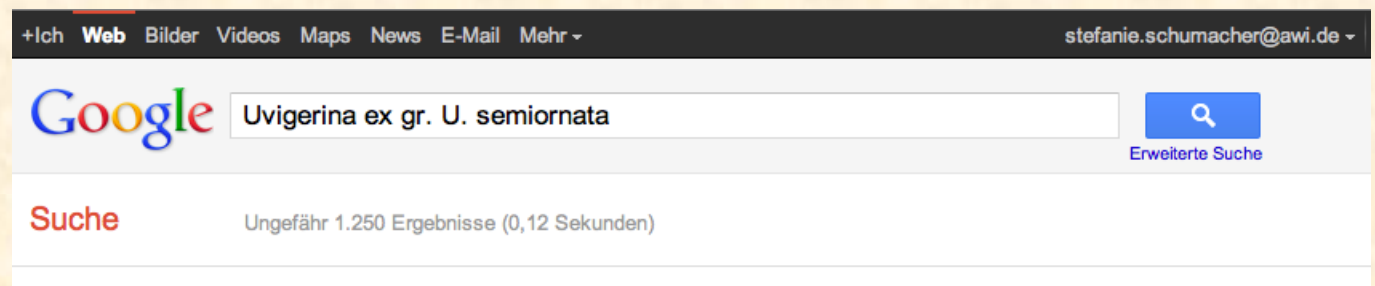 +Ich Web Bilder Videos Maps News E-Mail Mehr stefanie.schumacher@awi.de
Google Uvigerina ex gr. U. semiornata
Erweiterte Suche
Suche Ungefähr 1.250 Ergebnisse (0,12 Sekunden)